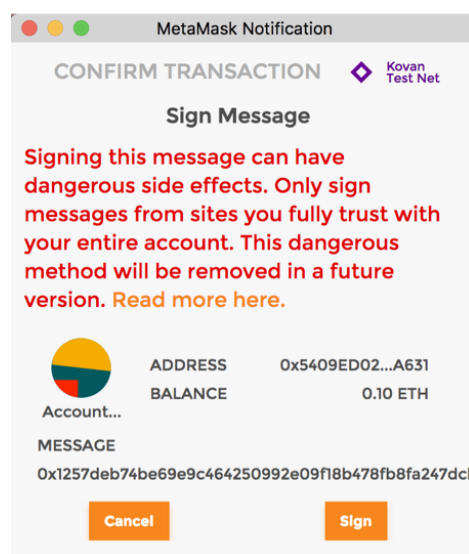 MetaMask Notification
CONFIRM TRANSACTION
Kovan
Test Net
Sign Message
Signing this message can have
dangerous side effects. Only sign
messages from sites you fully trust with
your entire account. This dangerous
method will be removed in a future
version. Read more here.
ADDRESS 0x5409ED02...A631
BALANCE 0.10 ETH
Account...
MESSAGE
0x1257deb74be69e9c464250992e09f18b478fb8fa247dcl
Cancel Sign